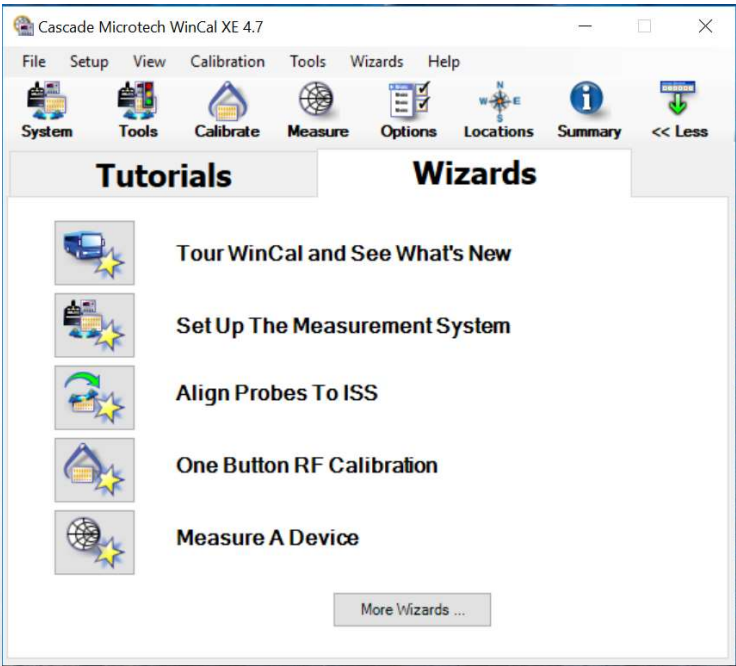 Cascade Microtech WinCal XE 4.7
File Setup View Calibration Tools Wizards Help
N
W E
S
System Tools Calibrate Measure Options Locations Summary << Less
Tutorials Wizards
Tour WinCal and See What's New
Set Up The Measurement System
Align Probes To ISS
One Button RF Calibration
Measure A Device
More Wizards ...